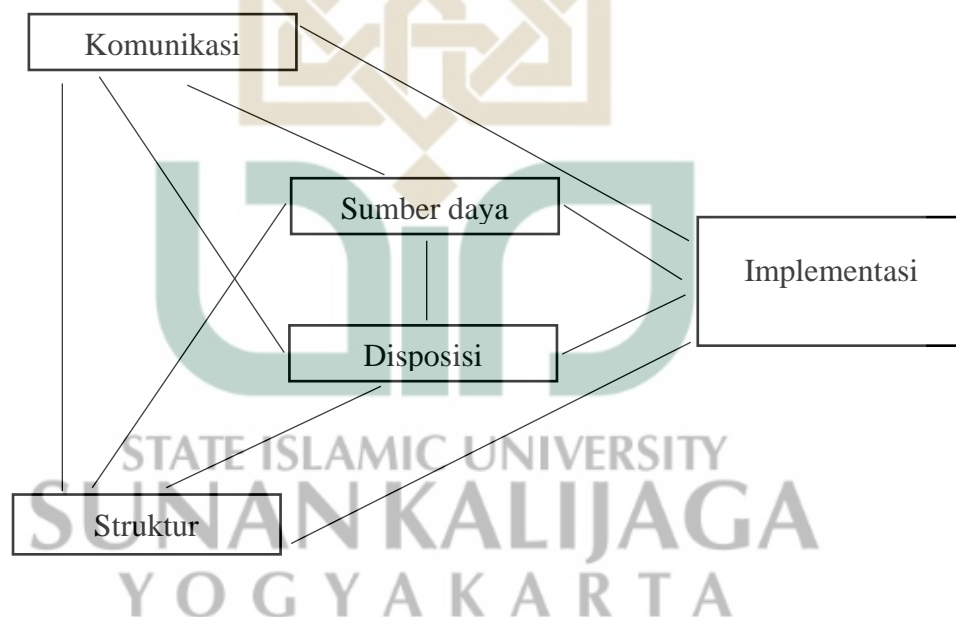 Komunikasi
Sumber daya
Implementasi
Disposisi
STATE ISLAMIC UNIVERSITY
Struktur
SUNAN KALIJAGA
YOGYAKARTA